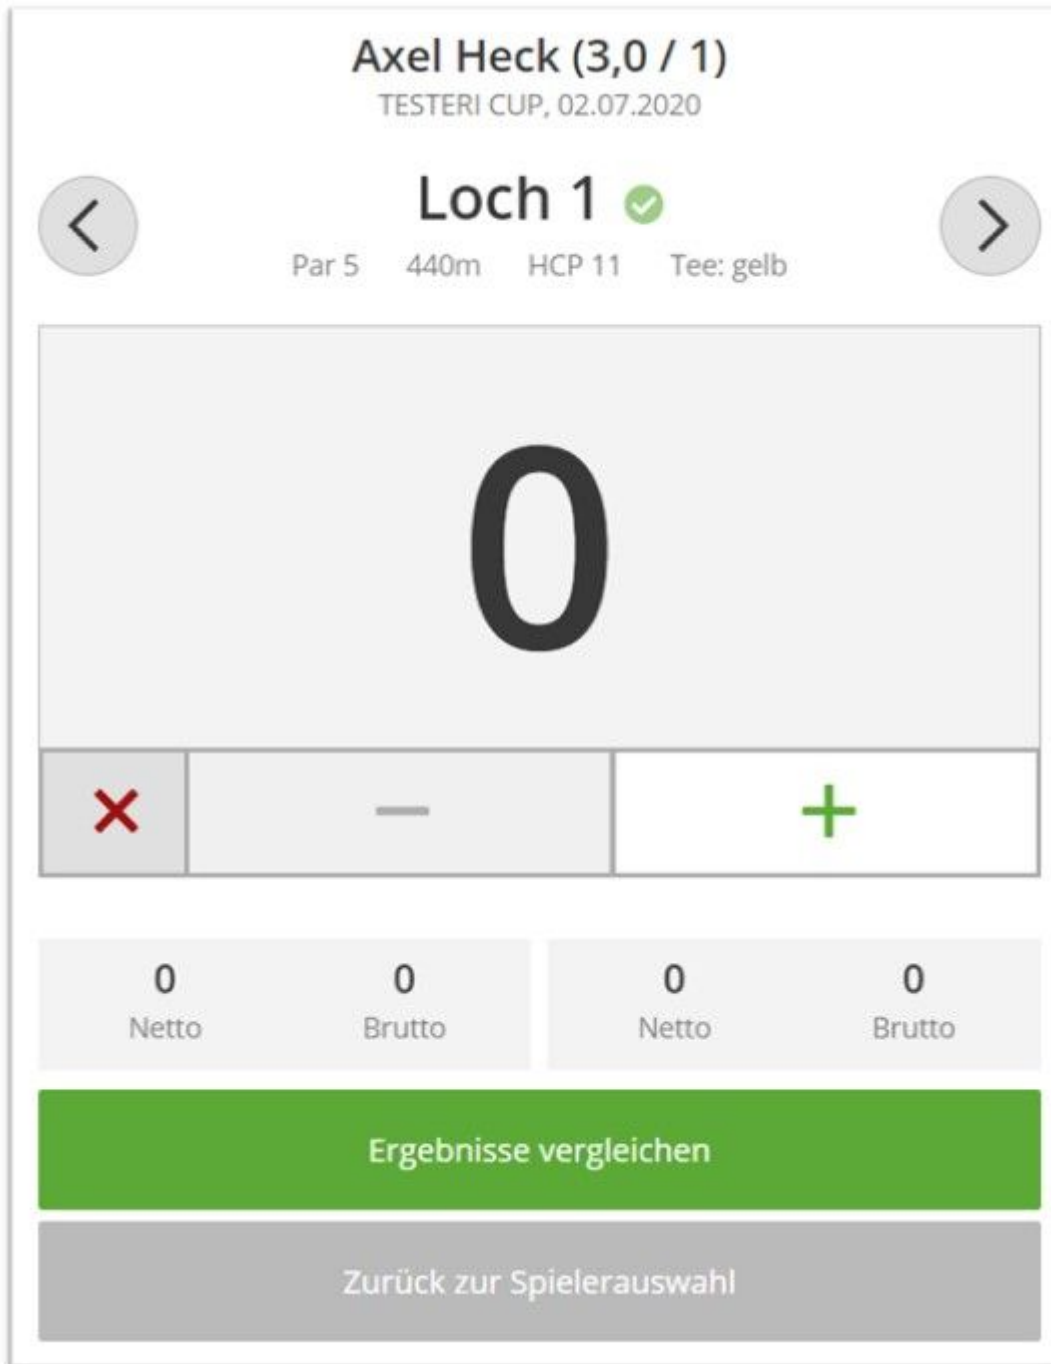 Axel Heck (3,0 / 1)
TESTERI CUP, 02.07.2020
Loch 1
Par 5 440m HCP 11 Tee: gelb
0
0 0 0 0
Netto Brutto Netto Brutto
Ergebnisse vergleichen
Zurück zur Spielerauswahl